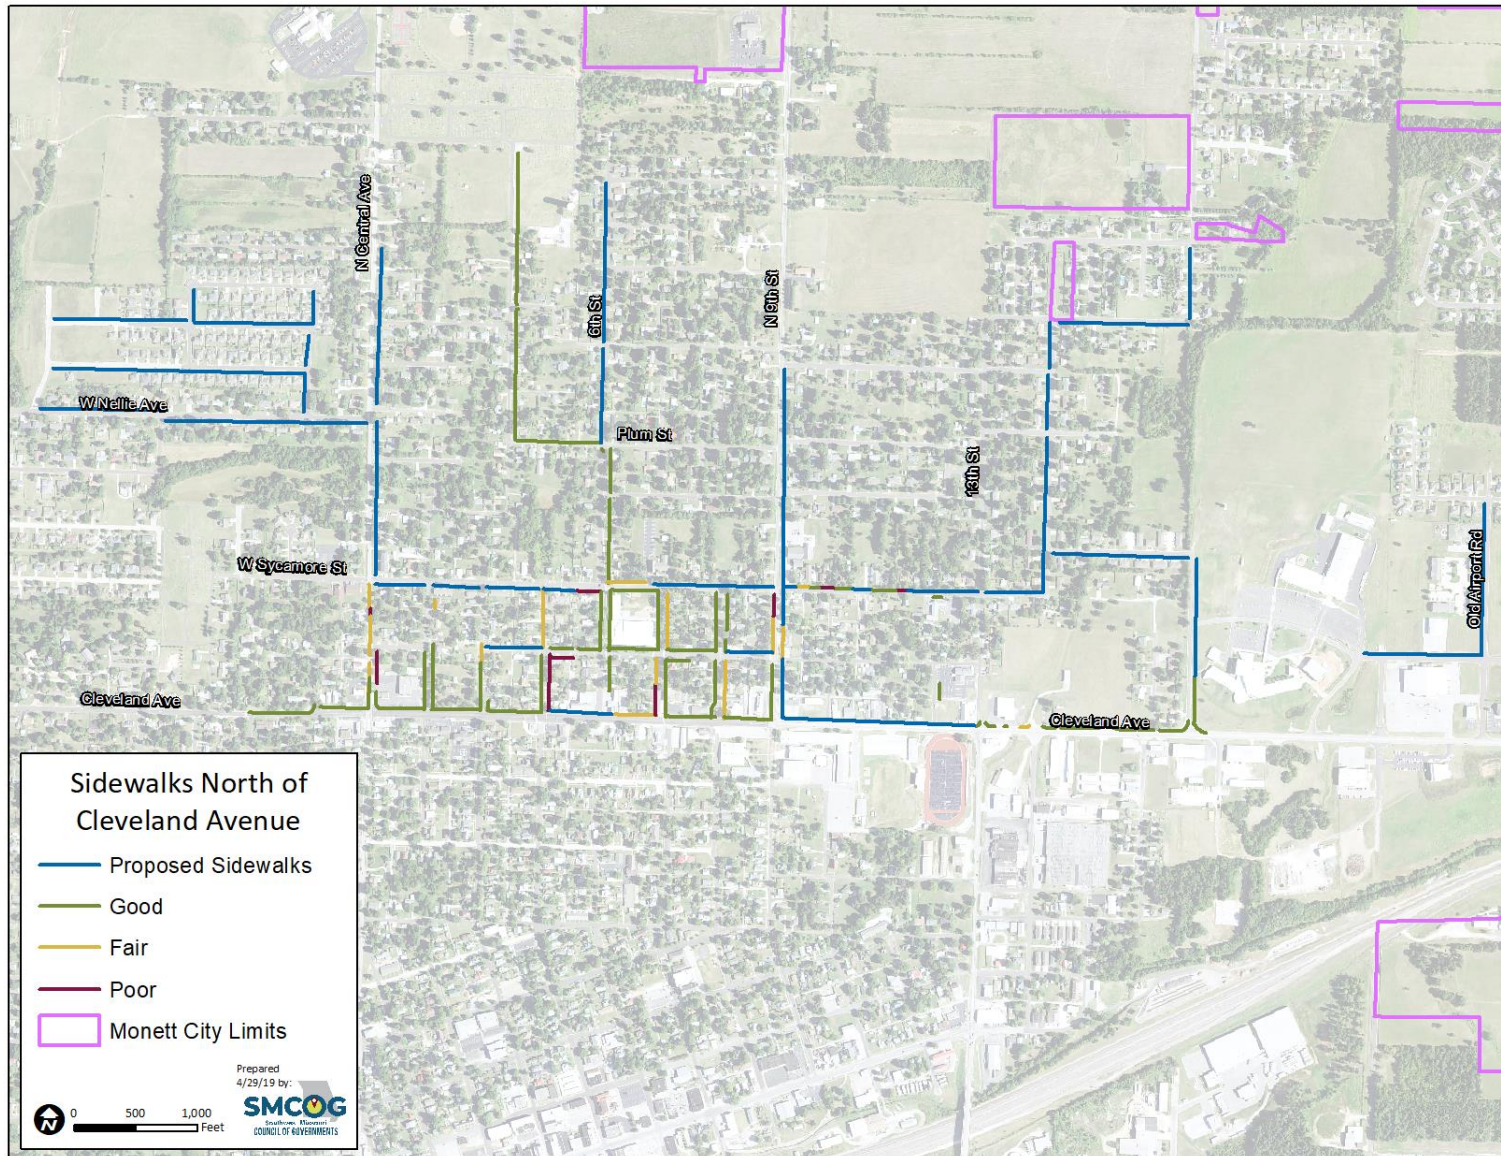 N Central Ave
6th St
N 9th St
W Nellie Ave
Plum St
13th St
W Sycamore St
Old Airport Rd
Cleveland Ave
Cleveland Ave
Sidewalks North of
Cleveland Avenue
Proposed Sidewalks
Good
Fair
Poor
Monett City Limits
Prepared
4/29/19 by:
N
0 500 1,000
Feet
SMCOG
Southwest Missouri
COUNCIL OF GOVERNMENTS